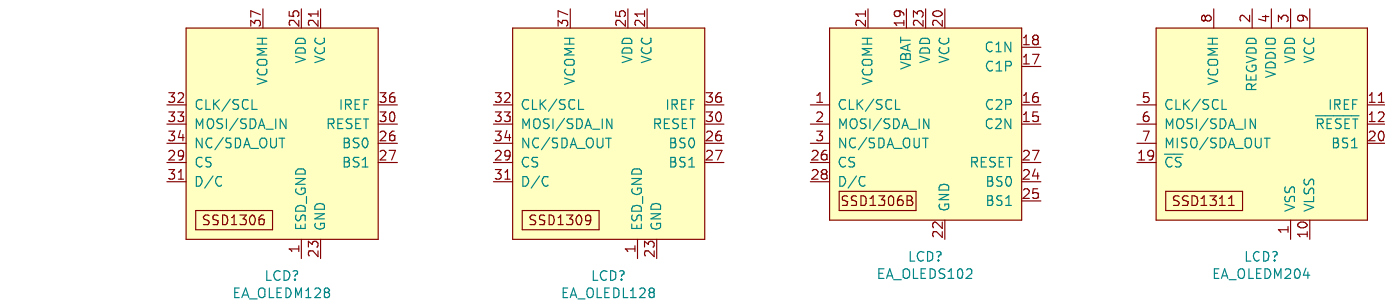 37 25 21
VCOMH VDD VCC
32 CLK/SCL IREF 36
33 MOSI/SDA_IN RESET 30
34 NC/SDA_OUT BS0 26
29 CS BS1 27
31 D/C
ESD_GND GND
SSD1306
1 23
LCD?
EA_OLEDM128
37 25 21
VCOMH VDD VCC
32 CLK/SCL IREF 36
33 MOSI/SDA_IN RESET 30
34 NC/SDA_OUT BS0 26
29 CS BS1 27
31 D/C
ESD_GND GND
SSD1309
1 23
LCD?
EA_OLEDL128
21 19 23 20
VCOMH VBAT VDD VCC
C1N 18
C1P 17
1 CLK/SCL C2P 16
2 MOSI/SDA_IN C2N 15
3 NC/SDA_OUT
26 CS RESET 27
28 D/C BS0 24
SSD1306B GND BS1 25
22
LCD?
EA_OLEDS102
8 2 4 3 9
VCOMH REGVDD VDDIO VDD VCC
5 CLK/SCL IREF 11
6 MOSI/SDA_IN RESET 12
7 MISO/SDA_OUT BS1 20
19 CS
VSS VLSS
SSD1311
1 10
LCD?
EA_OLEDM204